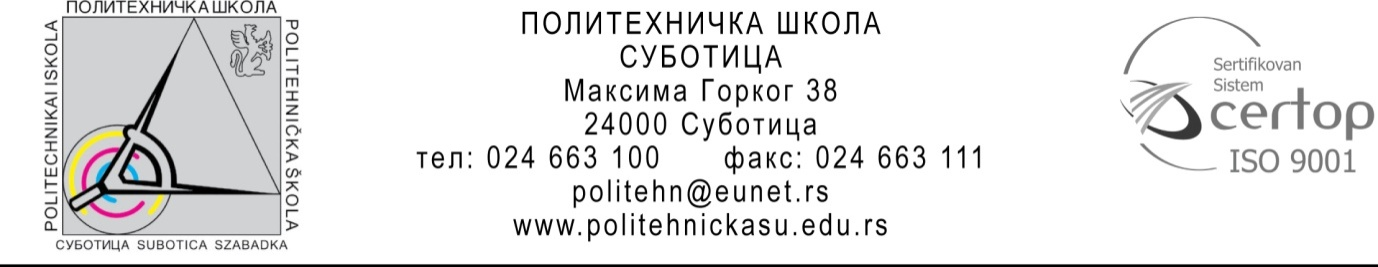 ПОЛИТЕХНИЧКА ШКОЛА
POLITECHNIKAI ISKOLA
POLITEHNIČKA ŠKOLA
СУБОТИЦА SUBOTICA SZABADKA
ПОЛИТЕХНИЧКА ШКОЛА
СУБОТИЦА
Максима Горког 38
24000 Суботица
тел: 024 663 100 факс: 024 663 111
politehn@eunet.rs
www.politehnickasu.edu.rs
Sertifikovan
Sistem
certop
ISO 9001